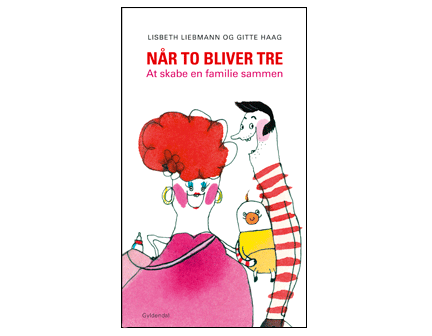 LISBETH LIEBMANN OG GITTE HAAG
NÅR TO BLIVER TRE
At skabe en familie sammen
Gyldendal